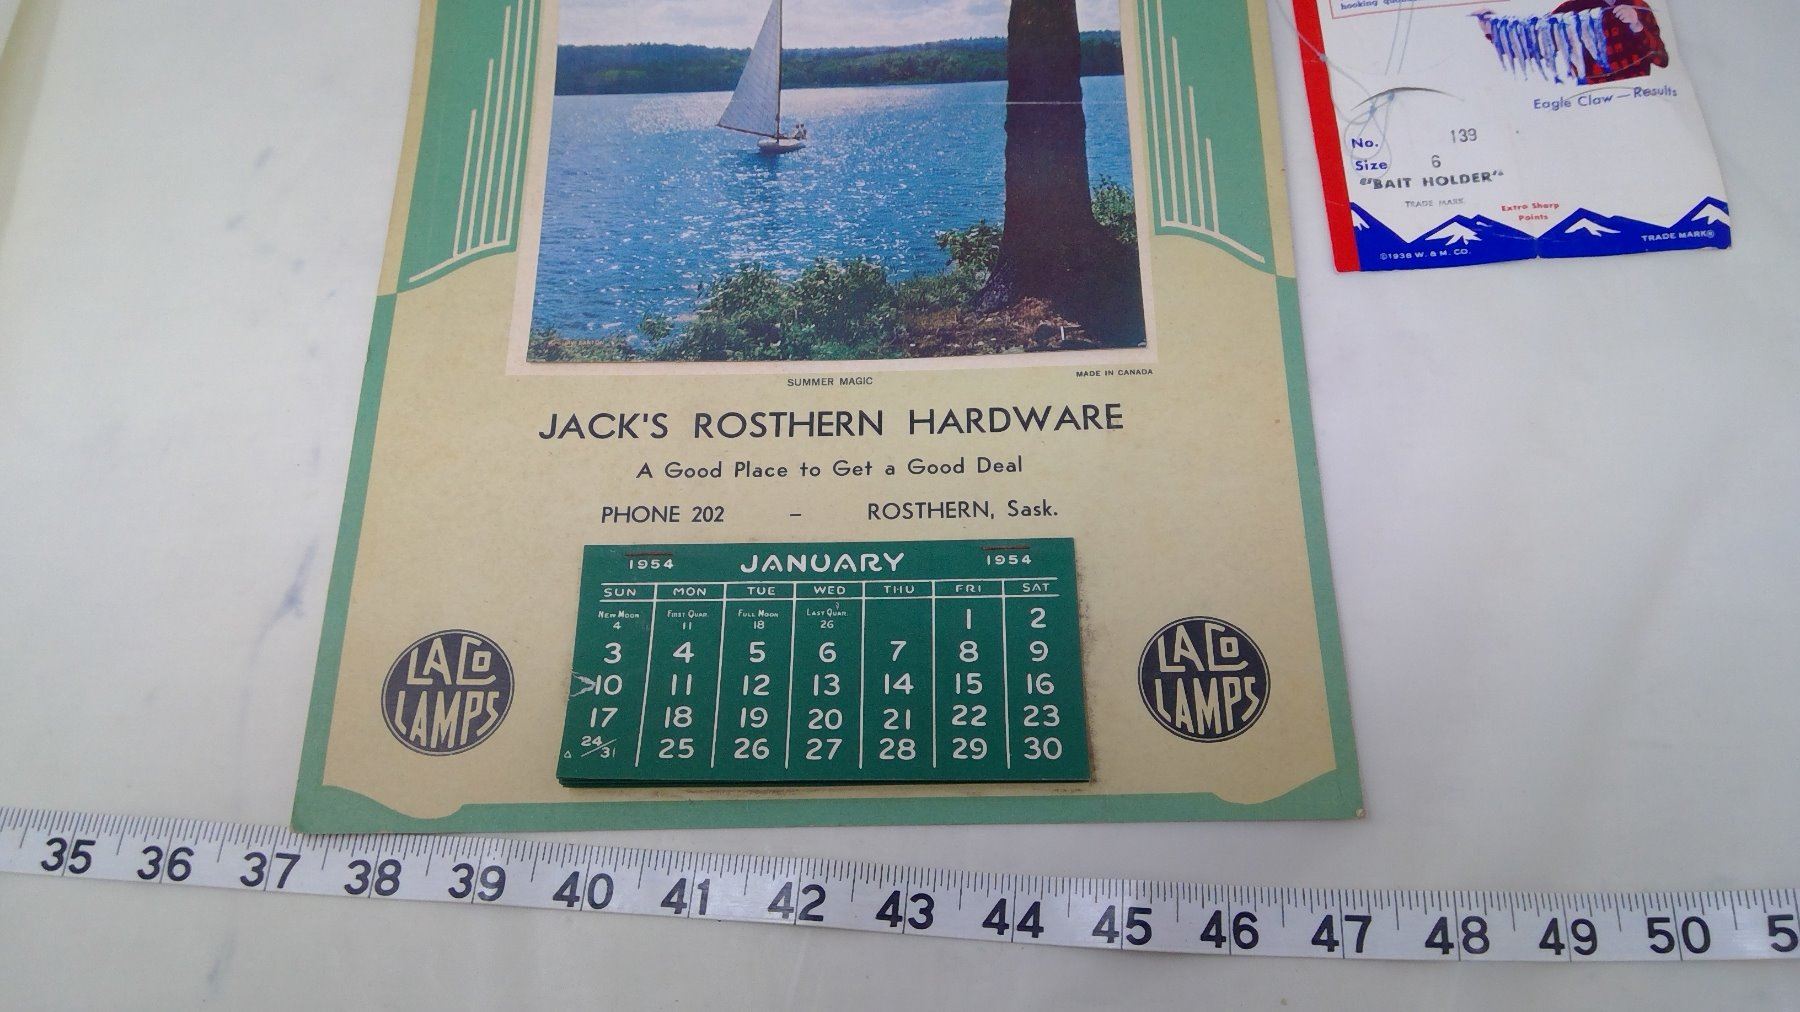 SUMMER MAGIC
MADE IN CANADA
JACK'S ROSTHERN HARDWARE
A Good Place to Get a Good Deal
PHONE 202 – ROSTHERN, Sask.
1954 JANUARY 1954
SUN MON TUE WED THU FRI SAT
NEW MOON 4 FIRST QUAR. 11 FULL MOON 18 LAST QUAR. 26 1 2
3 4 5 6 7 8 9
10 11 12 13 14 15 16
17 18 19 20 21 22 23
24/31 25 26 27 28 29 30
LACO
LAMPS
LACO
LAMPS
hooking
Eagle Claw — Results
No. 139
Size 6
"BAIT HOLDER"
TRADE MARK
Extra Sharp
Points
TRADE MARK®
©1938 W. & M. CO.
35 36 37 38 39 40 41 42 43 44 45 46 47 48 49 50 5